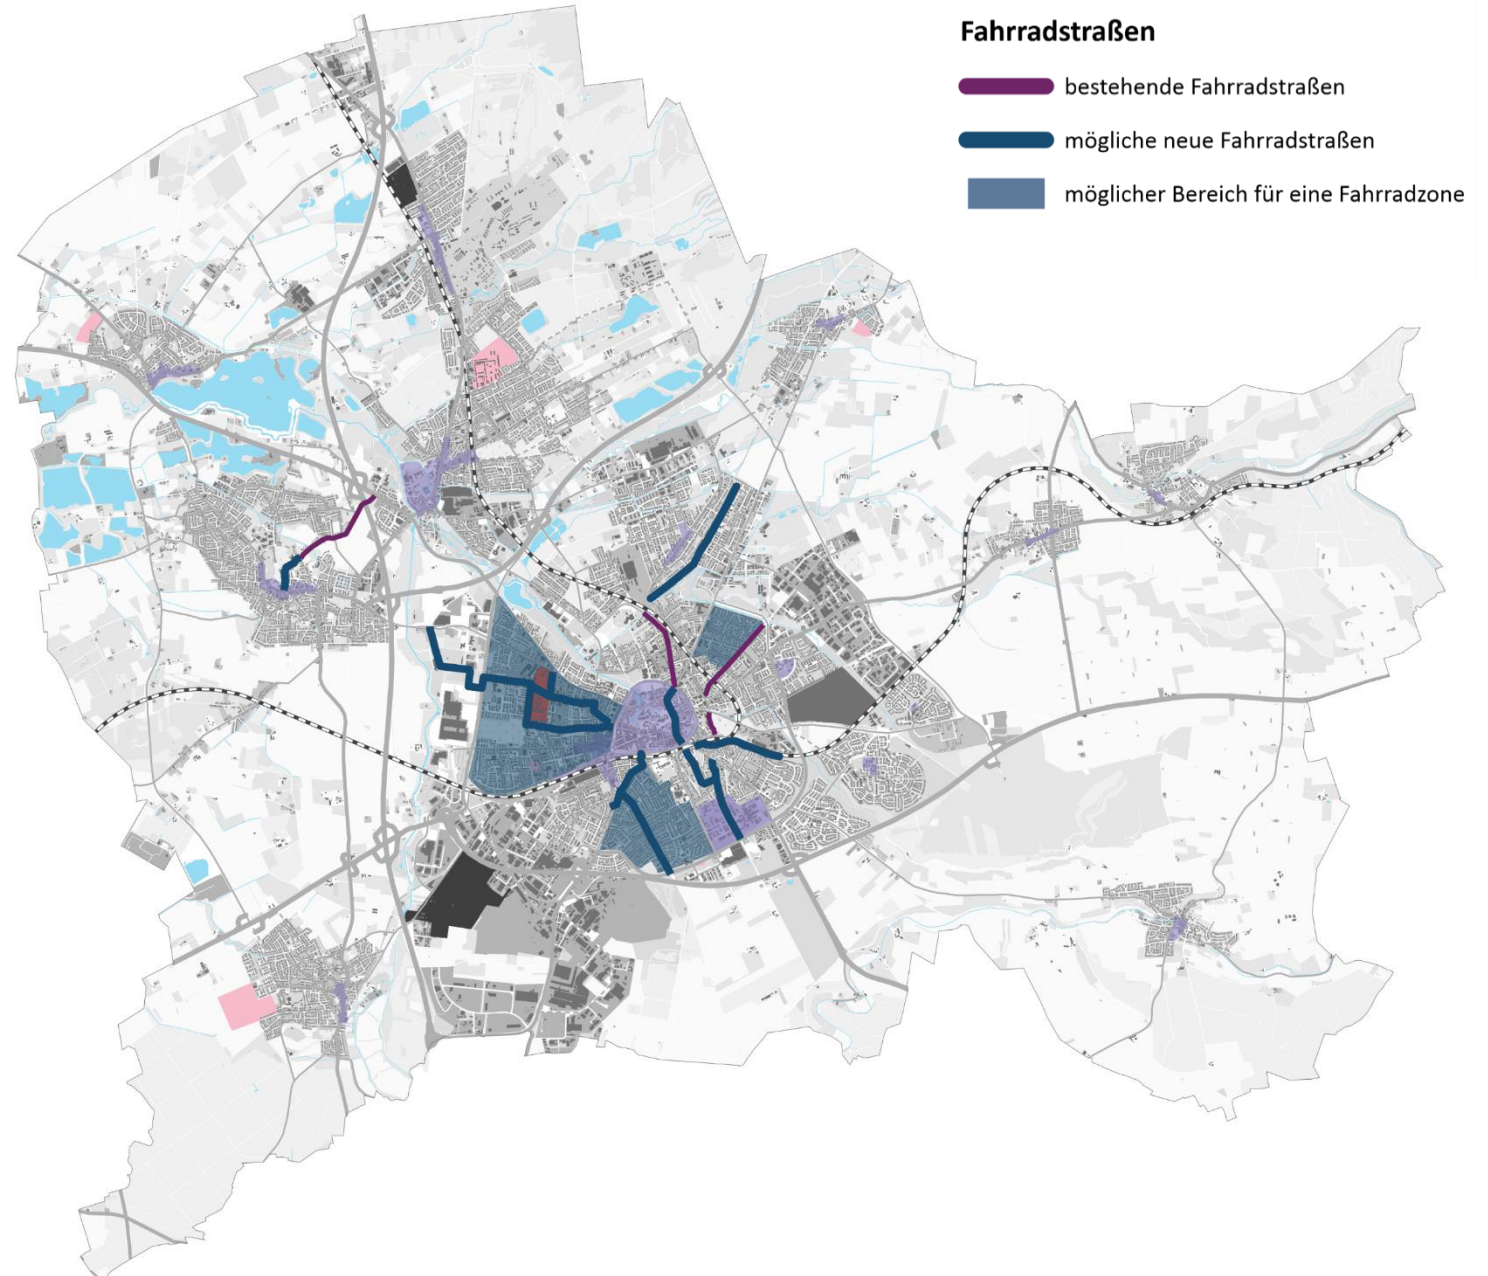 Fahrradstraßen
bestehende Fahrradstraßen
mögliche neue Fahrradstraßen
möglicher Bereich für eine Fahrradzone